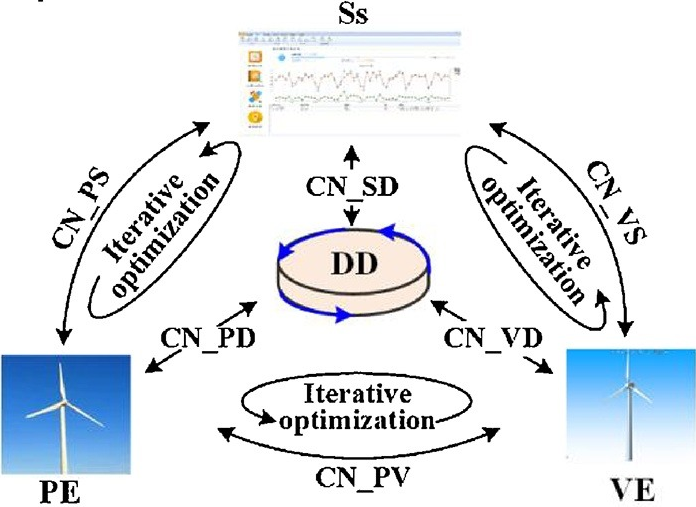 Ss
CN_PS
Iterative
optimization
CN_SD
Iterative
optimization
CN_VS
DD
CN_PD
CN_VD
Iterative
optimization
CN_PV
PE
VE